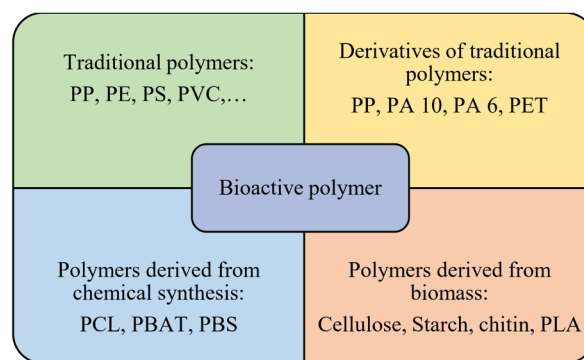 Traditional polymers:
PP, PE, PS, PVC,...
Derivatives of traditional
polymers:
PP, PA 10, PA 6, PET
Bioactive polymer
Polymers derived from
chemical synthesis:
PCL, PBAT, PBS
Polymers derived from
biomass:
Cellulose, Starch, chitin, PLA